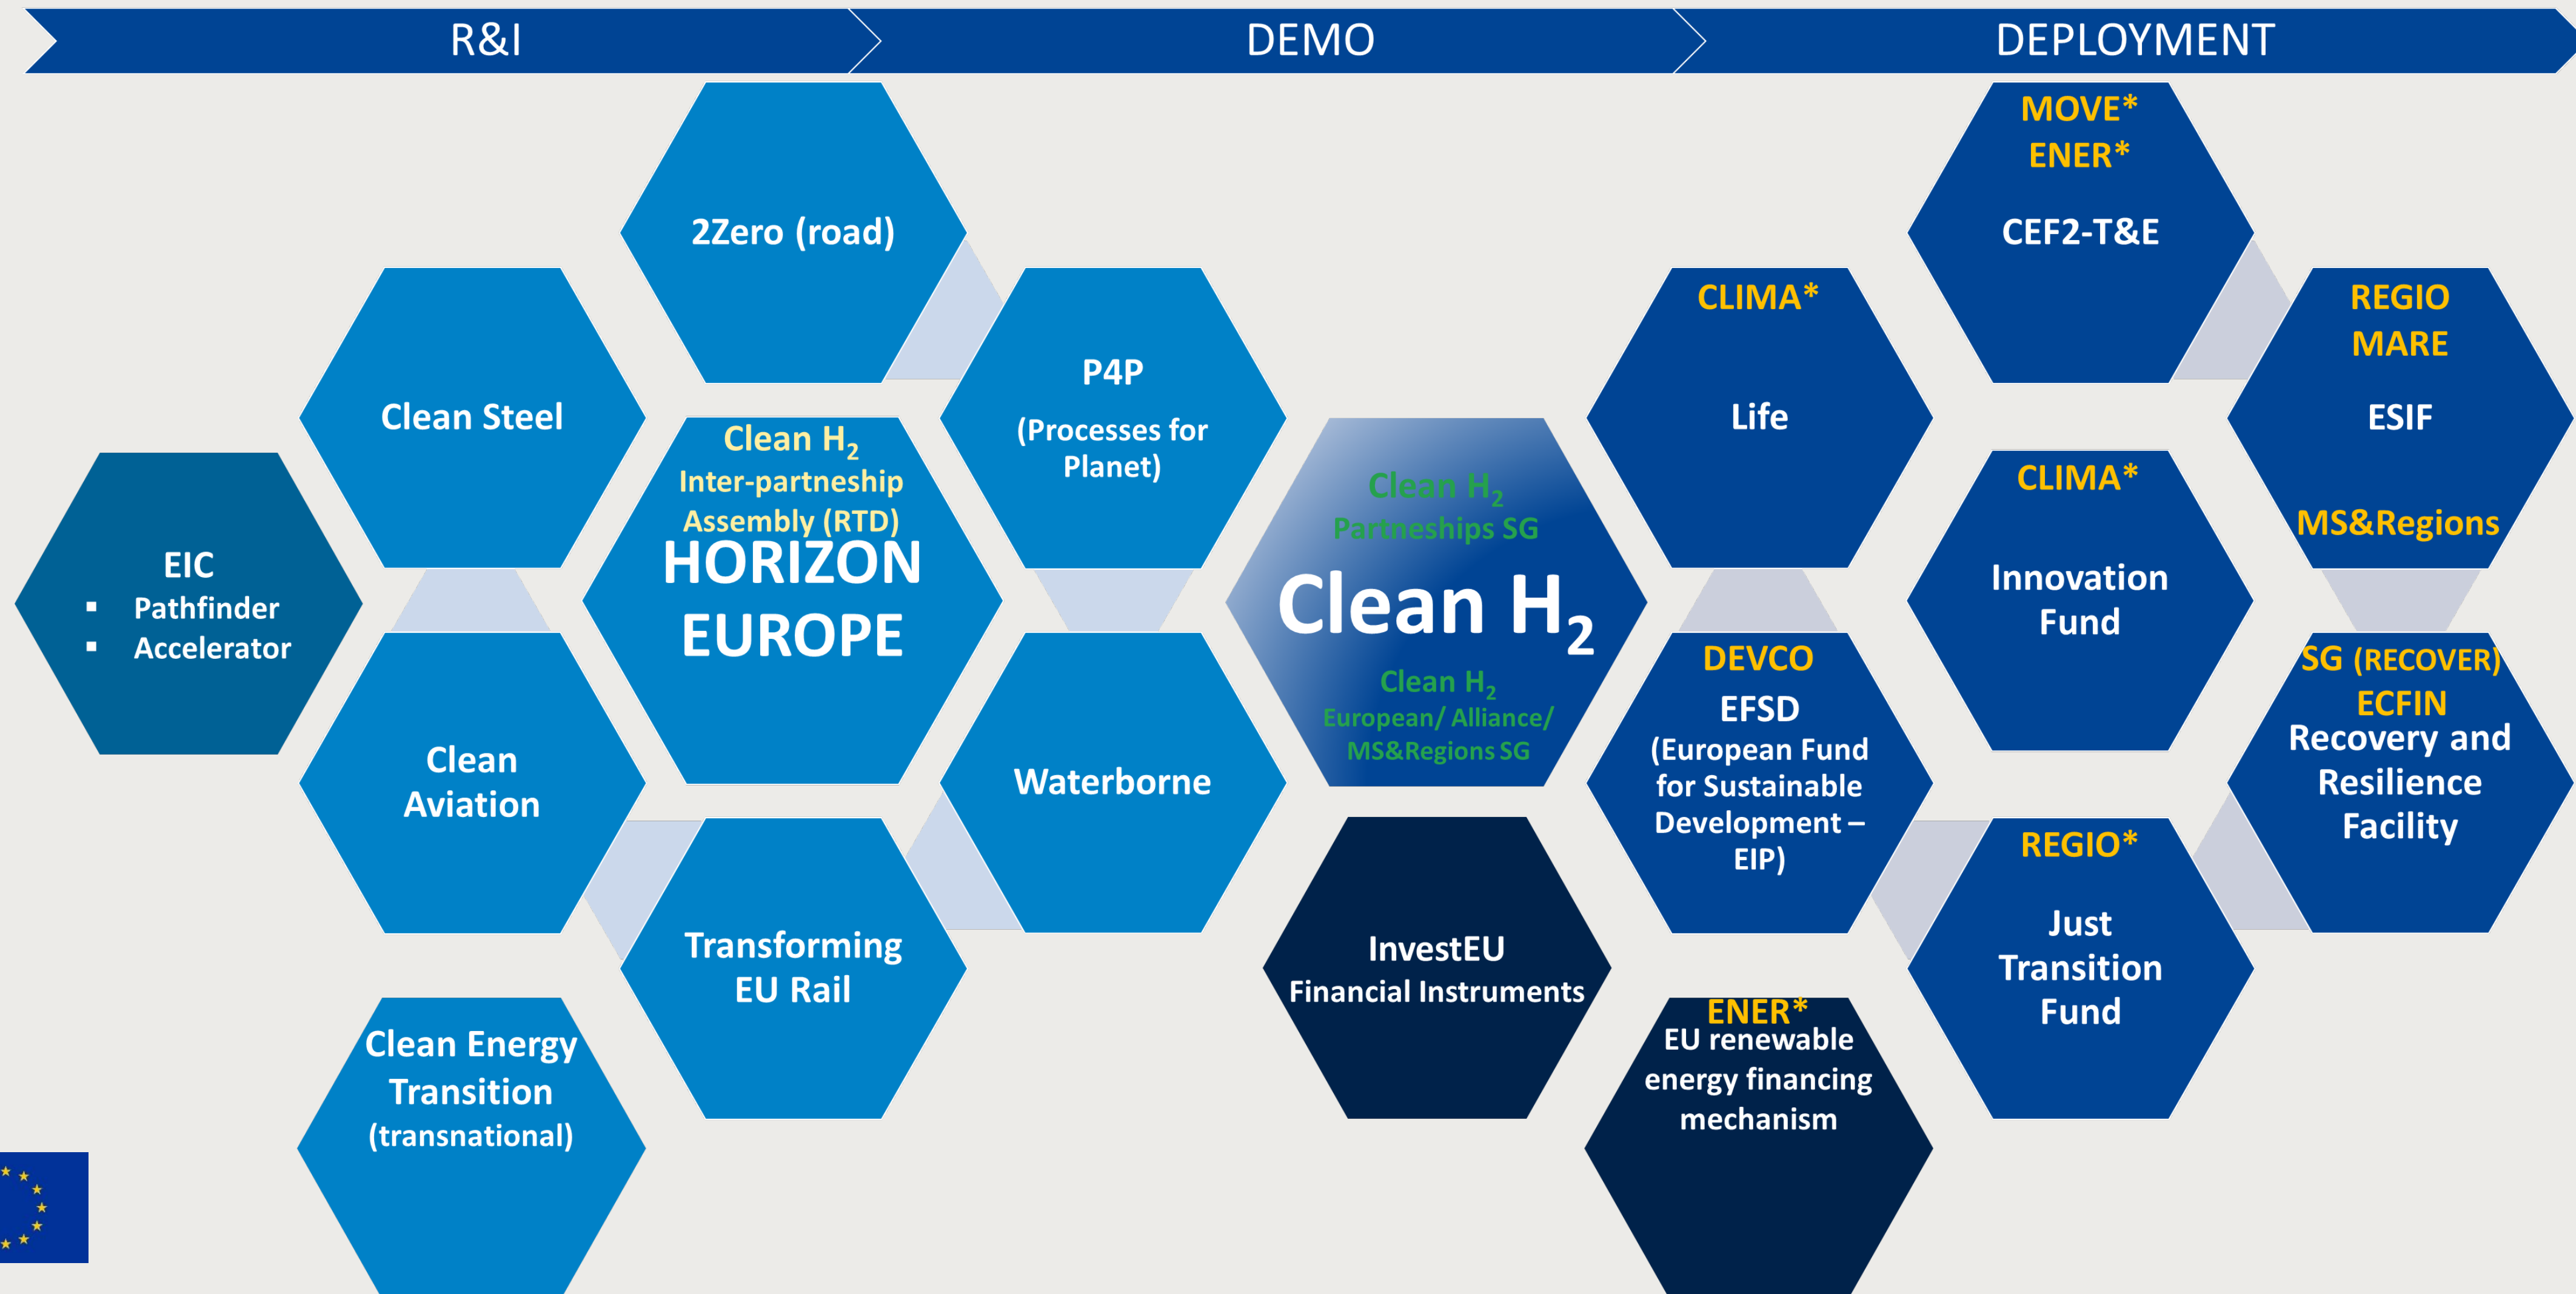 R&I
DEMO
DEPLOYMENT
EIC
▪ Pathfinder
▪ Accelerator
Clean Steel
Clean
Aviation
Clean Energy
Transition
(transnational)
2Zero (road)
Clean H₂
Inter-partneship
Assembly (RTD)
HORIZON
EUROPE
Transforming
EU Rail
P4P
(Processes for
Planet)
Waterborne
Clean H₂
Partneships SG
Clean H₂
Clean H₂
European/ Alliance/
MS&Regions SG
InvestEU
Financial Instruments
CLIMA*
Life
DEVCO
EFSD
(European Fund
for Sustainable
Development –
EIP)
ENER*
EU renewable
energy financing
mechanism
MOVE*
ENER*
CEF2-T&E
CLIMA*
Innovation
Fund
REGIO*
Just
Transition
Fund
REGIO
MARE
ESIF
MS&Regions
SG (RECOVER)
ECFIN
Recovery and
Resilience
Facility